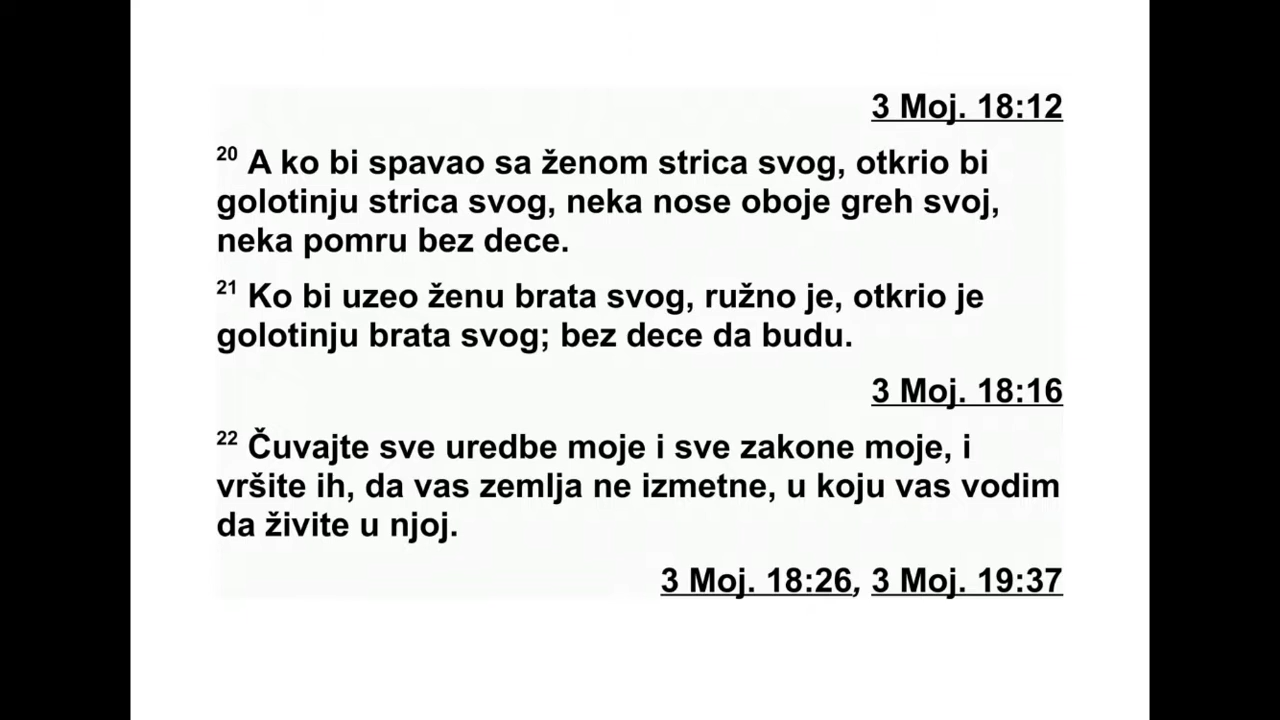 3 Moj. 18:12
20 A ko bi spavao sa ženom strica svog, otkrio bi
golotinju strica svog, neka nose oboje greh svoj,
neka pomru bez dece.
21 Ko bi uzeo ženu brata svog, ružno je, otkrio je
golotinju brata svog; bez dece da budu.
3 Moj. 18:16
22 Čuvajte sve uredbe moje i sve zakone moje, i
vršite ih, da vas zemlja ne izmetne, u koju vas vodim
da živite u njoj.
3 Moj. 18:26, 3 Moj. 19:37